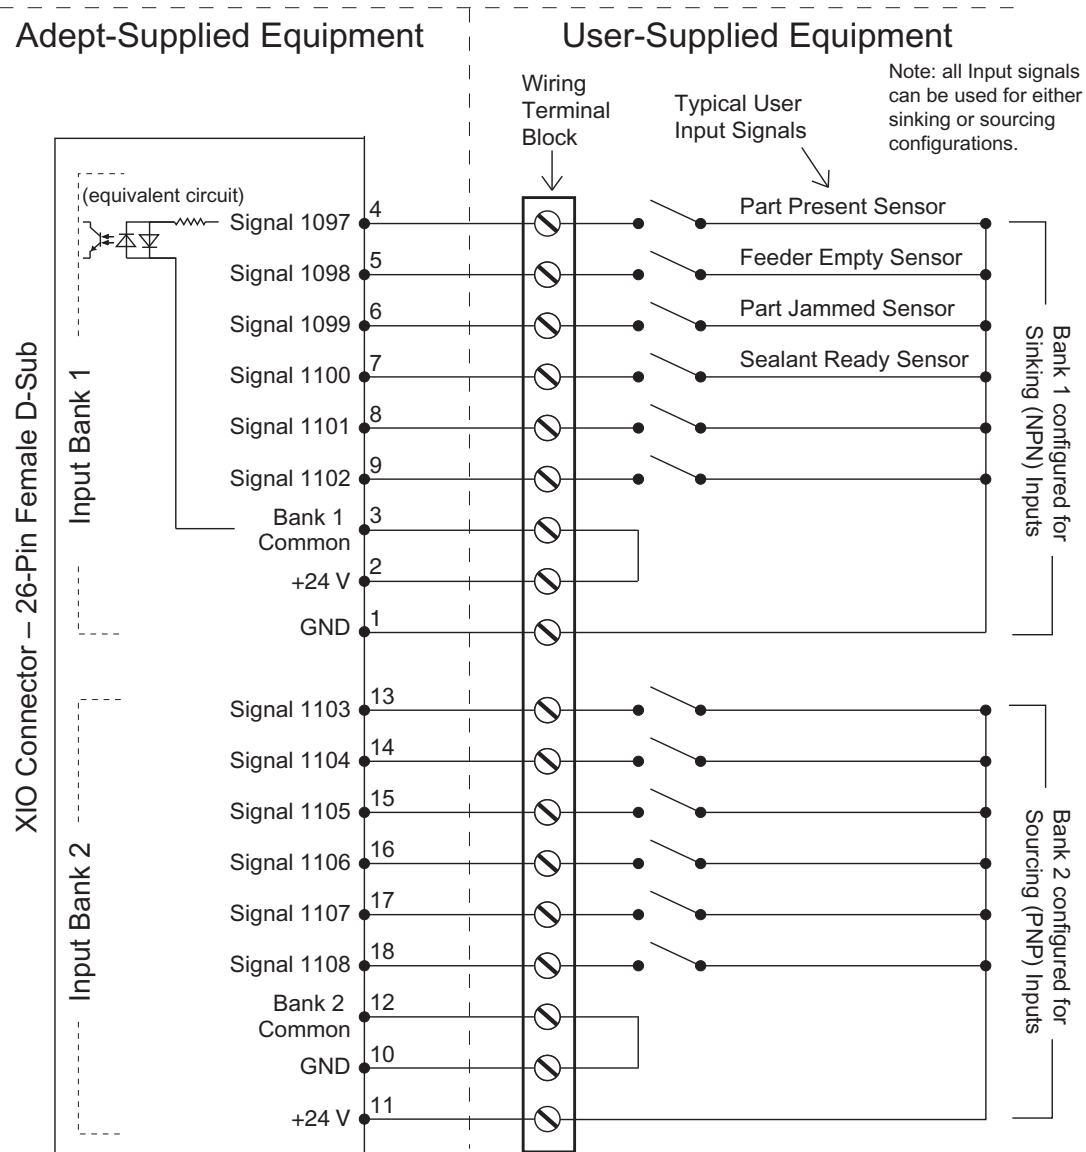 Adept-Supplied Equipment
User-Supplied Equipment
Note: all Input signals
can be used for either
sinking or sourcing
configurations.
Wiring
Terminal
Block
Typical User
Input Signals
XIO Connector – 26-Pin Female D-Sub
Input Bank 1
(equivalent circuit)
Signal 1097 4 Part Present Sensor
Signal 1098 5 Feeder Empty Sensor
Signal 1099 6 Part Jammed Sensor
Signal 1100 7 Sealant Ready Sensor
Signal 1101 8
Signal 1102 9
Bank 1 3
Common
+24 V 2
GND 1
Bank 1 configured for
Sinking (NPN) Inputs
Input Bank 2
Signal 1103 13
Signal 1104 14
Signal 1105 15
Signal 1106 16
Signal 1107 17
Signal 1108 18
Bank 2 12
Common
GND 10
+24 V 11
Bank 2 configured for
Sourcing (PNP) Inputs